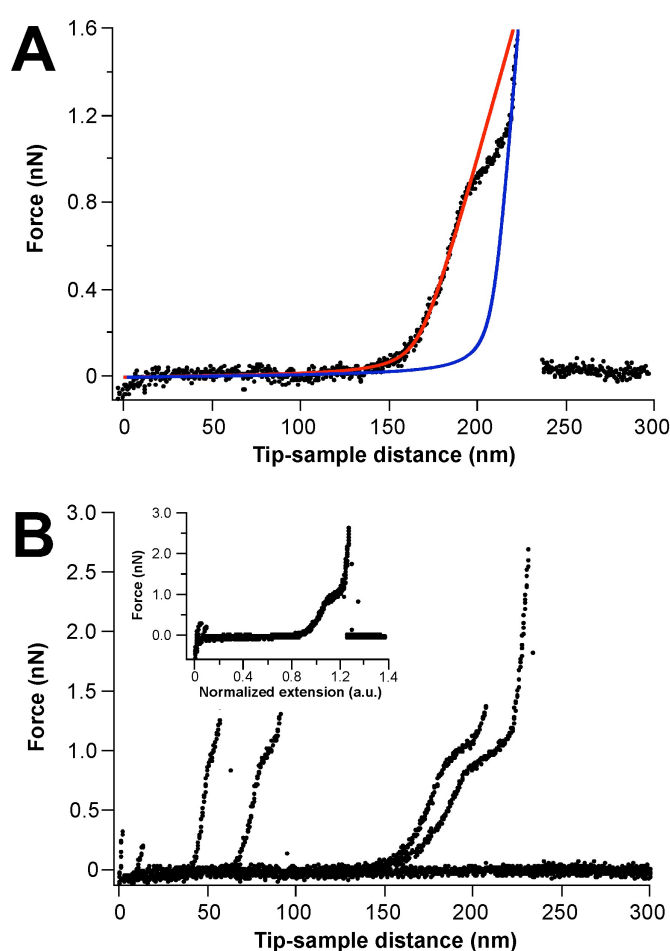 A
1.6
1.2
0.8
0.4
0
Force (nN)
0 50 100 150 200 250 300
Tip-sample distance (nm)
B
3.0
2.5
2.0
1.5
1.0
0.5
0
Force (nN)
3.0
2.0
1.0
0.0
Force (nN)
0 0.4 0.8 1.2 1.4
Normalized extension (a.u.)
0 50 100 150 200 250 300
Tip-sample distance (nm)